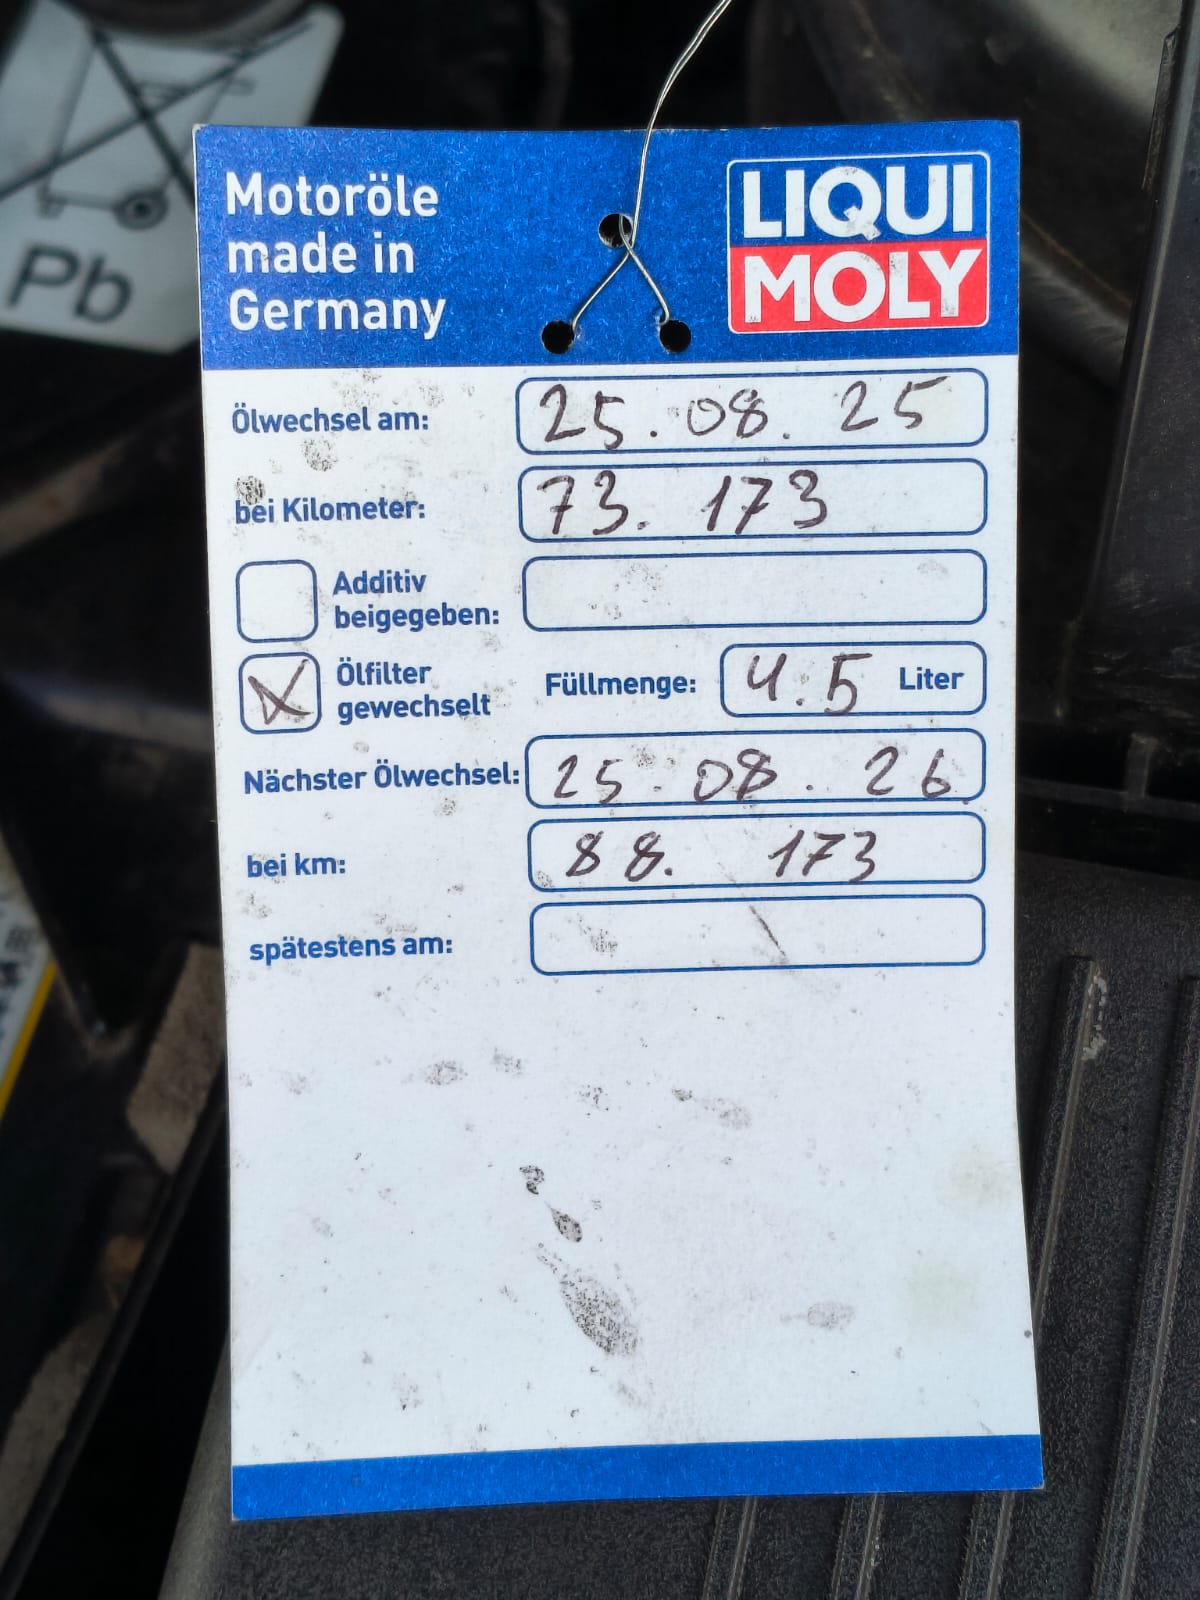 Pb
Motoröle
made in
Germany
LIQUI
MOLY
Ölwechsel am: 25.08.25
bei Kilometer: 73.173
Additiv
beigegeben:
Ölfilter
gewechselt
Füllmenge: 4.5 Liter
Nächster Ölwechsel: 25.08.26
bei km: 88.173
spätestens am: